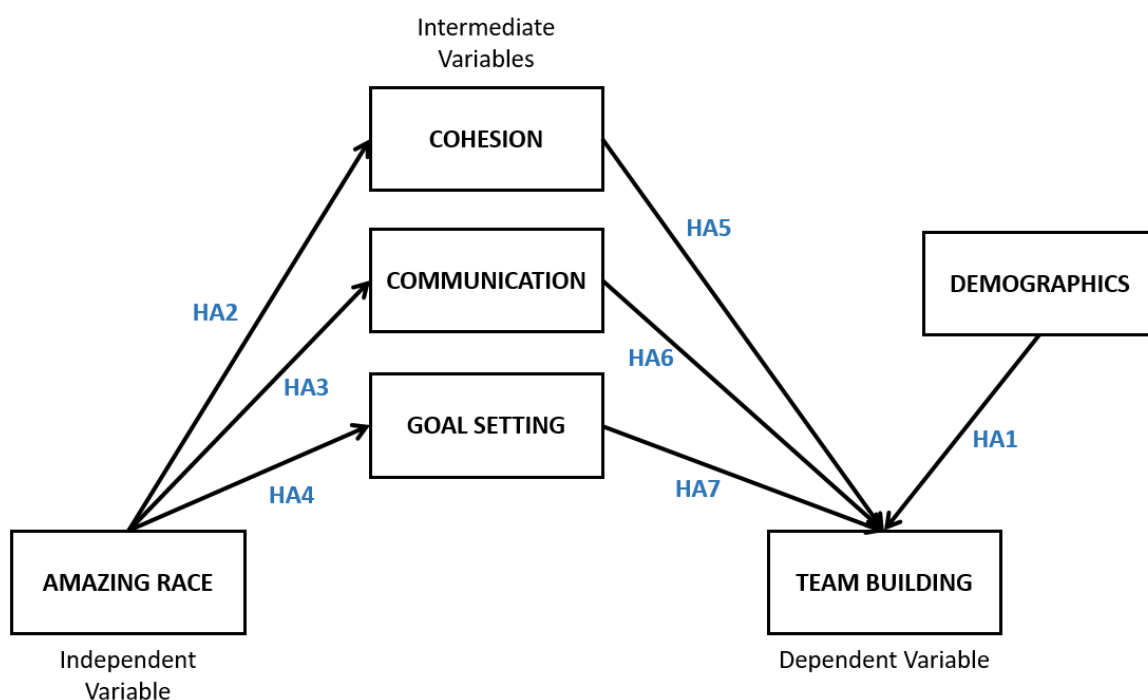 Intermediate
Variables
COHESION
HA5
COMMUNICATION
DEMOGRAPHICS
HA2
HA6
HA3
GOAL SETTING
HA1
HA4
HA7
AMAZING RACE
TEAM BUILDING
Independent
Variable
Dependent Variable